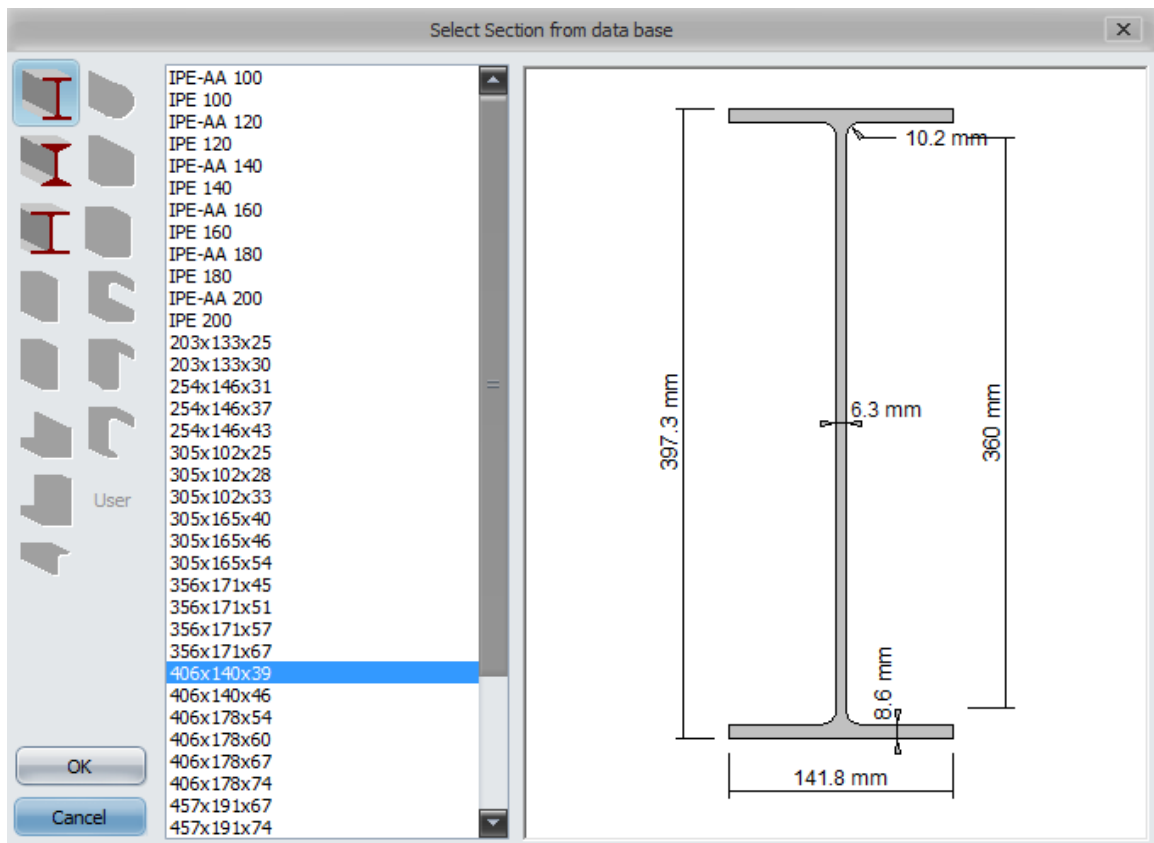 Select Section from data base
IPE-AA 100
IPE 100
IPE-AA 120
IPE 120
IPE-AA 140
IPE 140
IPE-AA 160
IPE 160
IPE-AA 180
IPE 180
IPE-AA 200
IPE 200
203x133x25
203x133x30
254x146x31
254x146x37
254x146x43
305x102x25
305x102x28
305x102x33
305x165x40
305x165x46
305x165x54
356x171x45
356x171x51
356x171x57
356x171x67
406x140x39
406x140x46
406x178x54
406x178x60
406x178x67
406x178x74
457x191x67
457x191x74
User
OK
Cancel
10.2 mm
397.3 mm
6.3 mm
360 mm
8.6 mm
141.8 mm